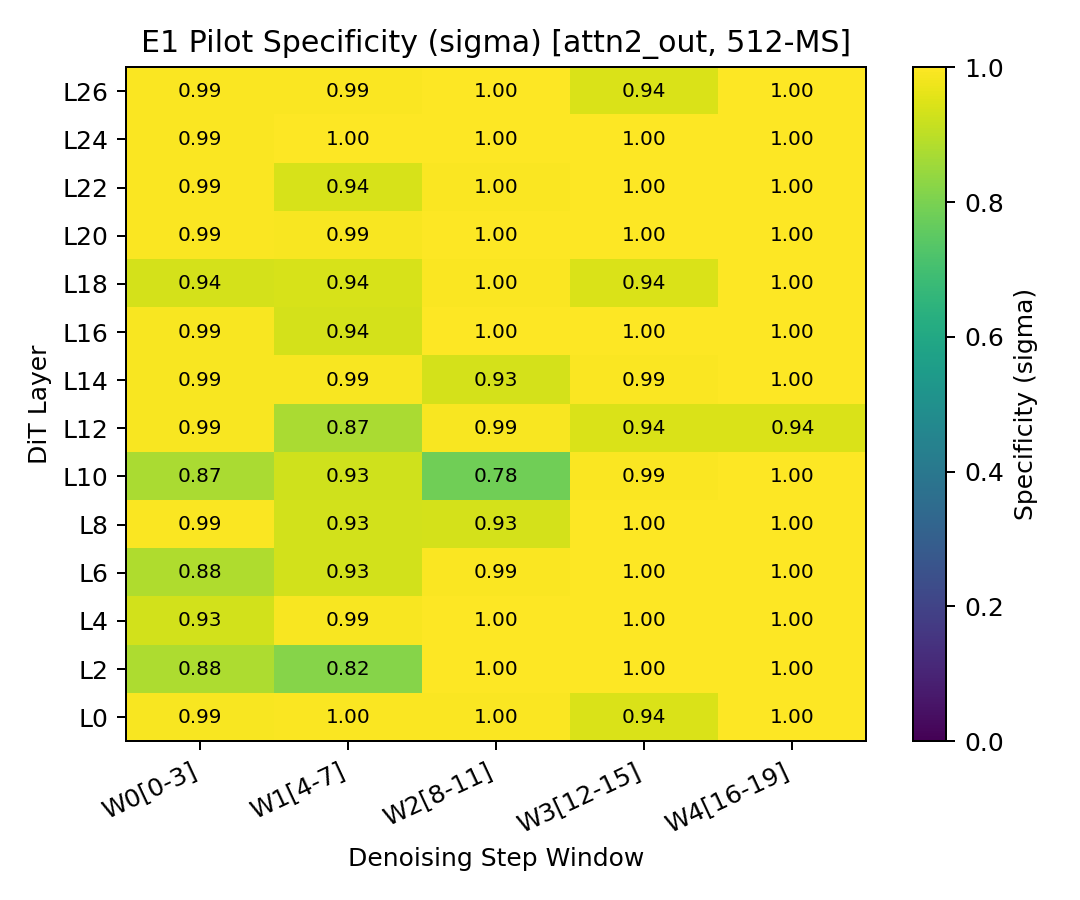 E1 Pilot Specificity (sigma) [attn2_out, 512-MS]
L26 0.99 0.99 1.00 0.94 1.00
L24 0.99 1.00 1.00 1.00 1.00
L22 0.99 0.94 1.00 1.00 1.00
L20 0.99 0.99 1.00 1.00 1.00
L18 0.94 0.94 1.00 0.94 1.00
L16 0.99 0.94 1.00 1.00 1.00
L14 0.99 0.99 0.93 0.99 1.00
L12 0.99 0.87 0.99 0.94 0.94
L10 0.87 0.93 0.78 0.99 1.00
L8 0.99 0.93 0.93 1.00 1.00
L6 0.88 0.93 0.99 1.00 1.00
L4 0.93 0.99 1.00 1.00 1.00
L2 0.88 0.82 1.00 1.00 1.00
L0 0.99 1.00 1.00 0.94 1.00
W0[0-3] W1[4-7] W2[8-11] W3[12-15] W4[16-19]
Denoising Step Window
DiT Layer
1.0
0.8
0.6
0.4
0.2
0.0
Specificity (sigma)